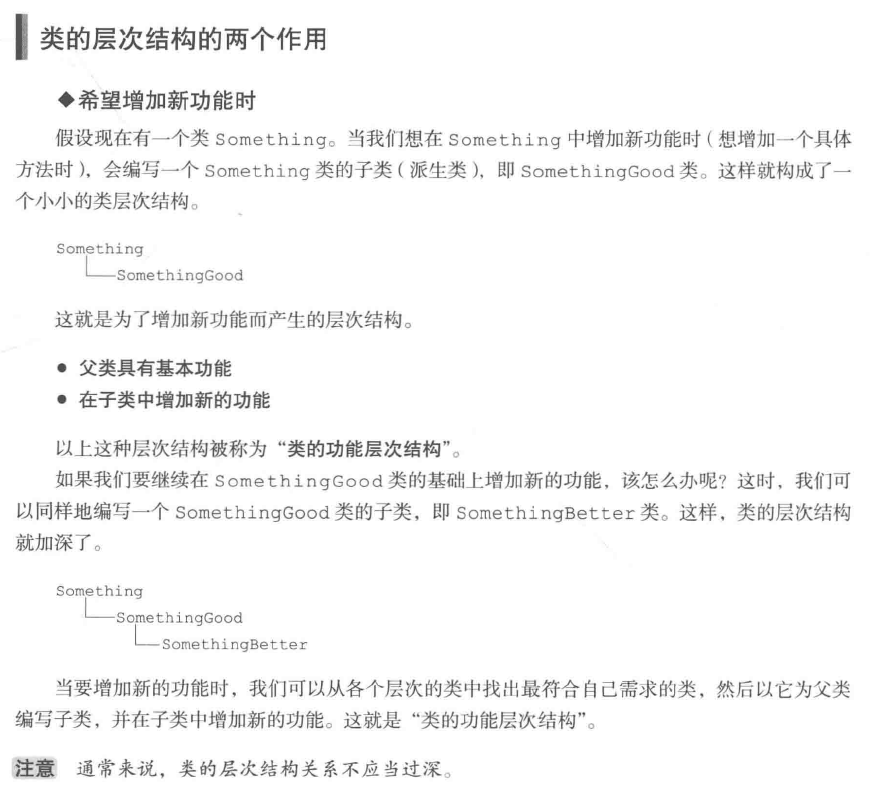 类的层次结构的两个作用
◆希望增加新功能时
假设现在有一个类 Something。当我们想在 Something 中增加新功能时（想增加一个具体
方法时），会编写一个 Something 类的子类（派生类），即 SomethingGood 类。这样就构成了一
个小小的类层次结构。
Something
SomethingGood
这就是为了增加新功能而产生的层次结构。
● 父类具有基本功能
● 在子类中增加新的功能
以上这种层次结构被称为“类的功能层次结构”。
如果我们要继续在 SomethingGood 类的基础上增加新的功能，该怎么办呢？这时，我们可
以同样地编写一个 SomethingGood 类的子类，即 SomethingBetter 类。这样，类的层次结构
就加深了。
Something
SomethingGood
SomethingBetter
当要增加新的功能时，我们可以从各个层次的类中找出最符合自己需求的类，然后以它为父类
编写子类，并在子类中增加新的功能。这就是“类的功能层次结构”。
注意 通常来说，类的层次结构关系不应当过深。